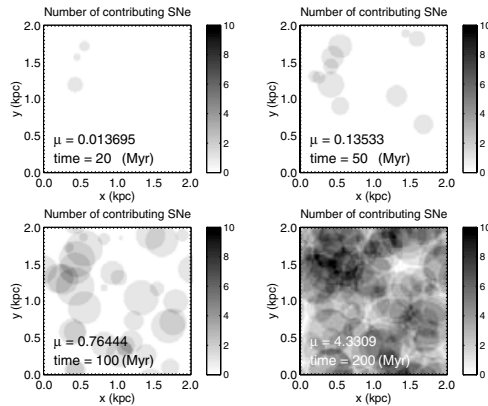 Number of contributing SNe
2.0
1.5
1.0
0.5
0.0
y (kpc)
μ = 0.013695
time = 20 (Myr)
0.0 0.5 1.0 1.5 2.0
x (kpc)
10
8
6
4
2
0
Number of contributing SNe
2.0
1.5
1.0
0.5
0.0
y (kpc)
μ = 0.13533
time = 50 (Myr)
0.0 0.5 1.0 1.5 2.0
x (kpc)
10
8
6
4
2
0
Number of contributing SNe
2.0
1.5
1.0
0.5
0.0
y (kpc)
μ = 0.76444
time = 100 (Myr)
0.0 0.5 1.0 1.5 2.0
x (kpc)
10
8
6
4
2
0
Number of contributing SNe
2.0
1.5
1.0
0.5
0.0
y (kpc)
μ = 4.3309
time = 200 (Myr)
0.0 0.5 1.0 1.5 2.0
x (kpc)
10
8
6
4
2
0